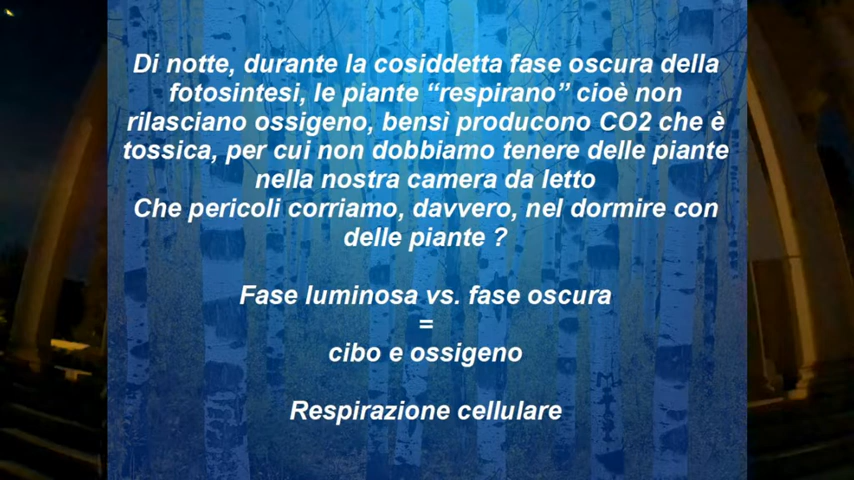 Di notte, durante la cosiddetta fase oscura della
fotosintesi, le piante “respirano” cioè non
rilasciano ossigeno, bensì producono CO2 che è
tossica, per cui non dobbiamo tenere delle piante
nella nostra camera da letto
Che pericoli corriamo, davvero, nel dormire con
delle piante ?
Fase luminosa vs. fase oscura
=
cibo e ossigeno
Respirazione cellulare